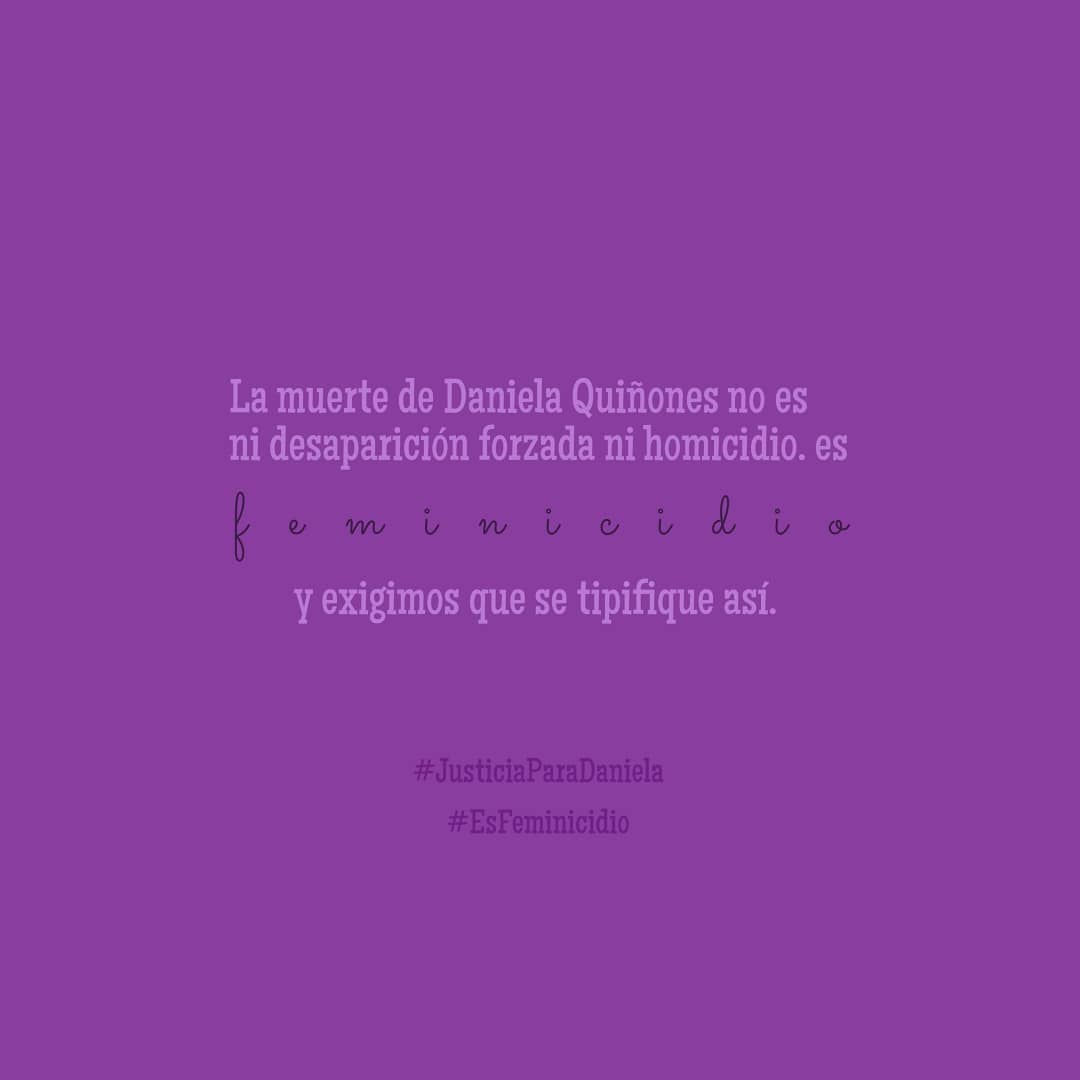 La muerte de Daniela Quiñones no es
ni desaparición forzada ni homicidio. es
feminicidio
y exigimos que se tipifique así.
#JusticiaParaDaniela
#EsFeminicidio